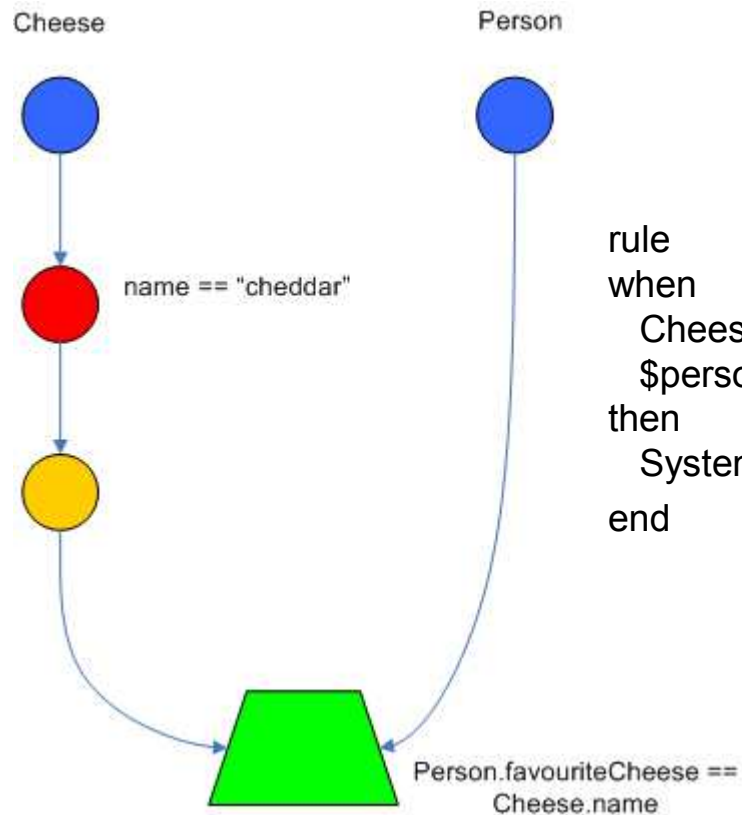 Cheese
Person
name == "cheddar"
rule
when
then
end
Person.favouriteCheese ==
Cheese.name